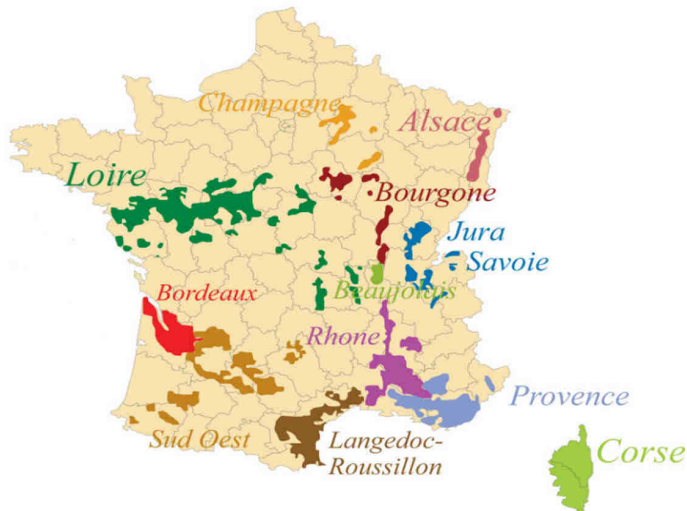 Champagne
Alsace
Loire
Bourgone
Jura
Savoie
Beaujolais
Bordeaux
Rhone
Provence
Sud Oest
Langedoc-
Roussillon
Corse